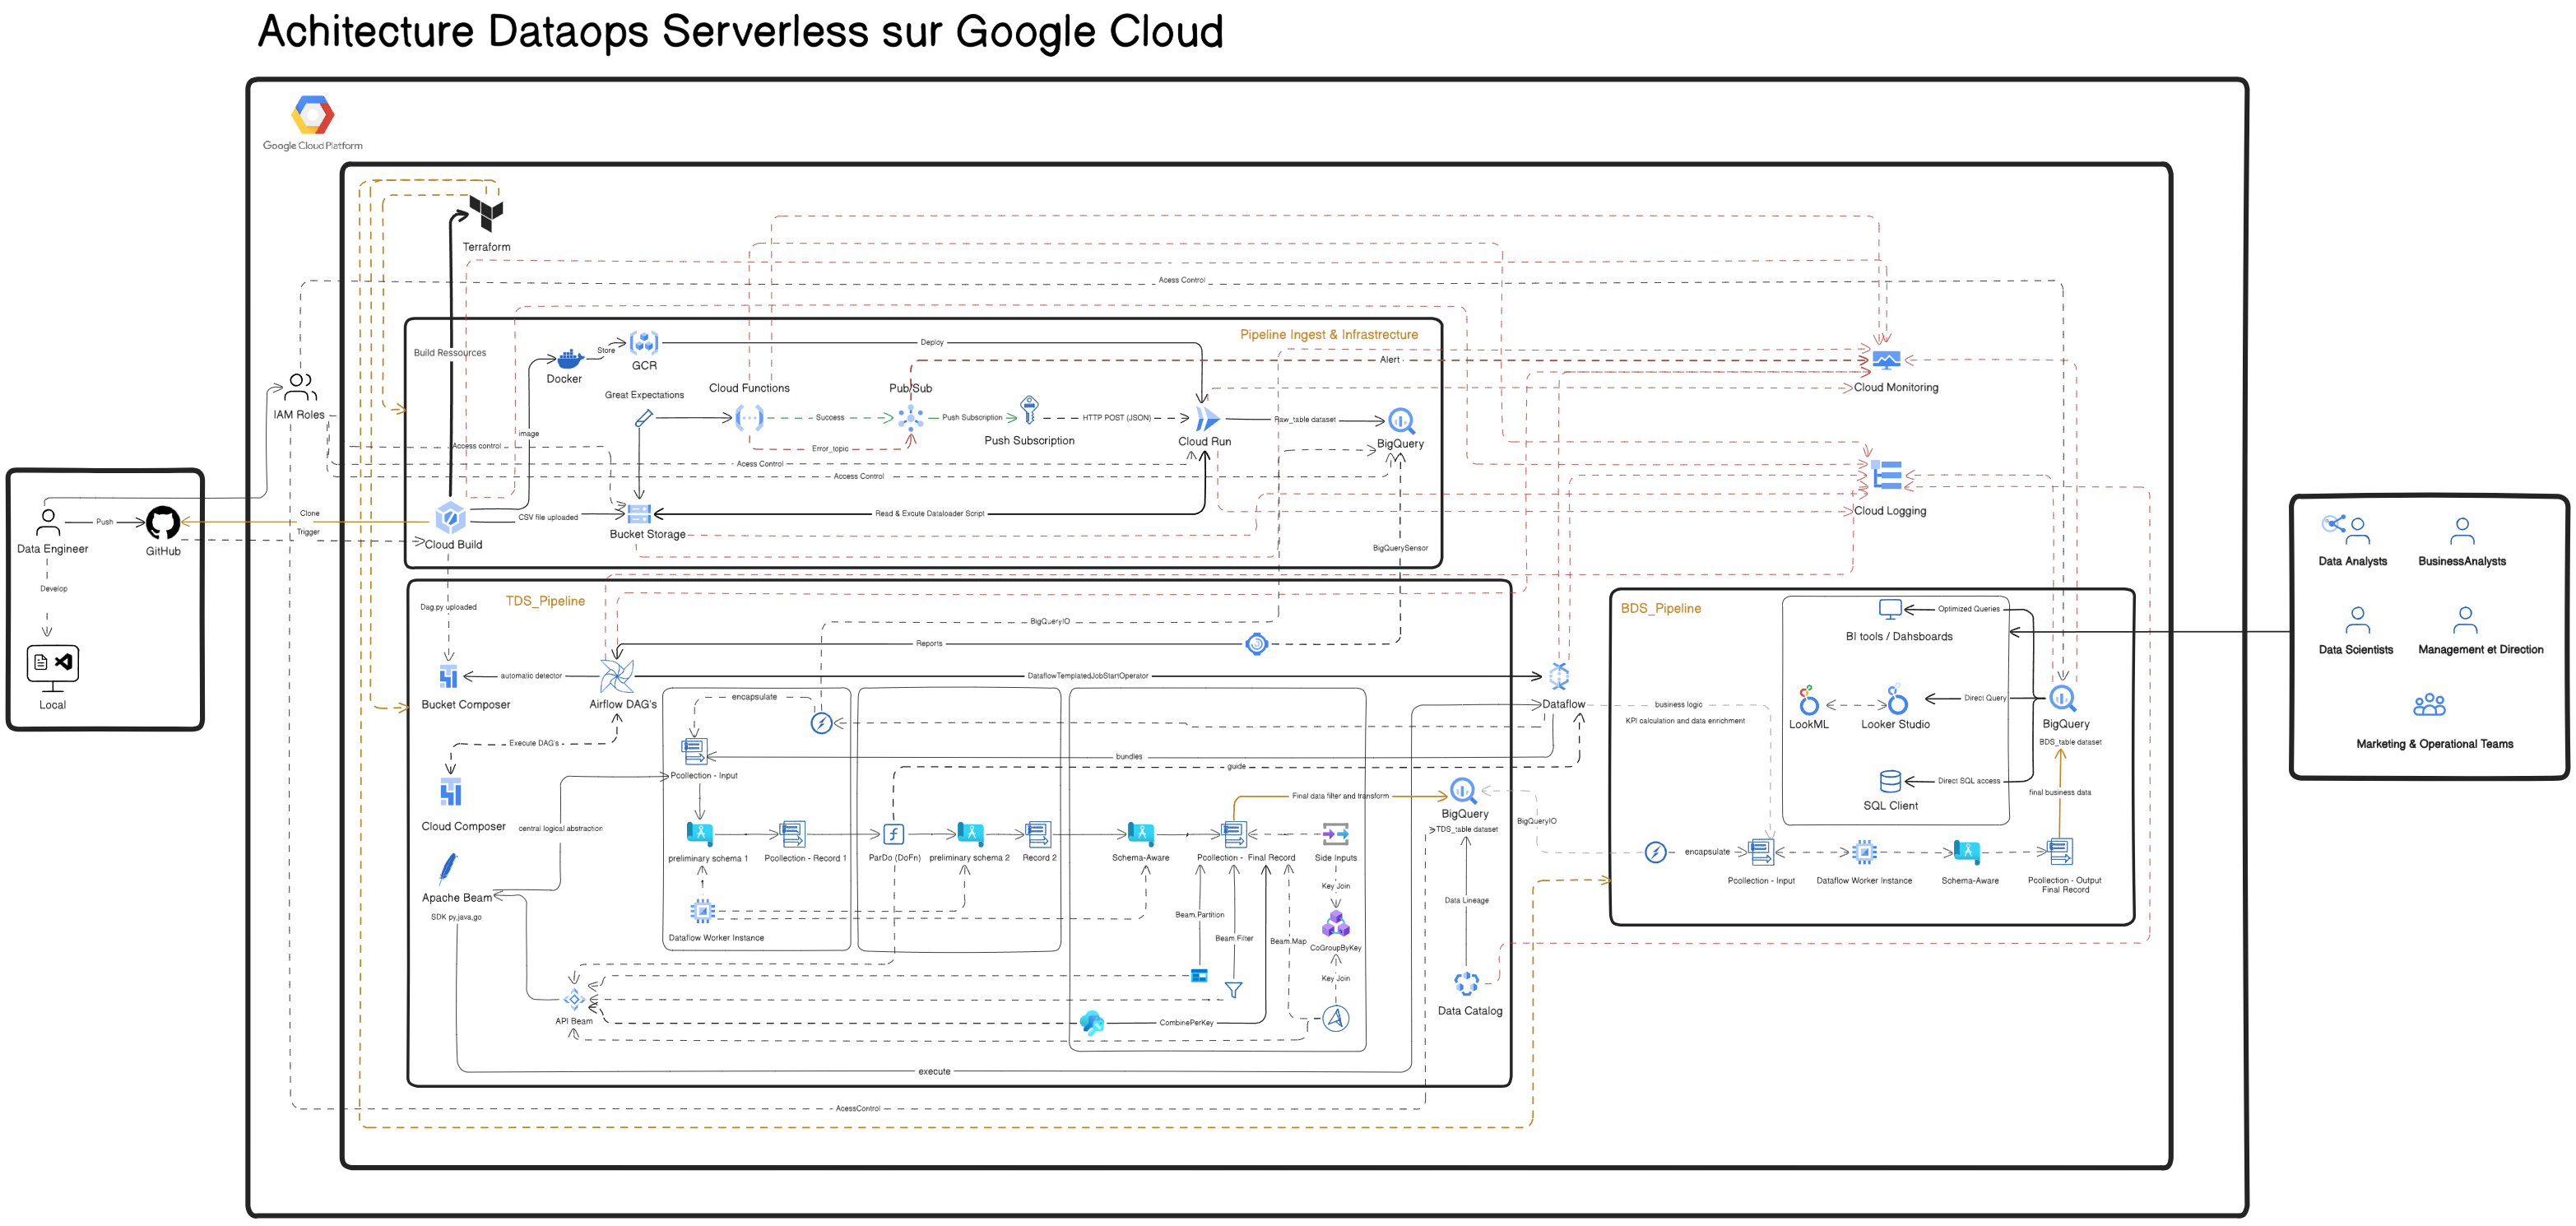 Achitecture Dataops Serverless sur Google Cloud
Google Cloud Platform
Terraform
Acess Control
Build Ressources
Pipeline Ingest & Infrastrecture
Docker
Store
GCR
Deploy
Alert
Great Expectations
Cloud Functions
Pub/Sub
Cloud Monitoring
IAM Roles
image
Success
Push Subscription
Push Subscription
HTTP POST (JSON)
Cloud Run
Raw_table dataset
BigQuery
Access control
Error_topic
Acess Control
Access Control
Data Engineer
Push
GitHub
Clone
Trigger
Cloud Build
CSV file uploaded
Bucket Storage
Read & Excute Dataloader Script
BigQuerySensor
Cloud Logging
Develop
Local
Data Analysts
BusinessAnalysts
Data Scientists
Management et Direction
Marketing & Operational Teams
TDS_Pipeline
Dag.py uploaded
BigQueryIO
Reports
Bucket Composer
automatic detector
Airflow DAG's
DataflowTemplatedJobStartOperator
Dataflow
encapsulate
Execute DAG's
Pcollection - Input
bundles
guide
Cloud Composer
central logical abstraction
Final data filter and transform
BigQuery
TDS_table dataset
preliminary schema 1
Pcollection - Record 1
ParDo (DoFn)
preliminary schema 2
Record 2
Schema-Aware
Pcollection - Final Record
Side Inputs
Apache Beam
SDK py,java,go
Key Join
Data Lineage
Beam.Partition
Dataflow Worker Instance
Beam.Filter
Beam.Map
CoGroupByKey
Key Join
API Beam
CombinePerKey
Data Catalog
execute
AcessControl
BDS_Pipeline
BI tools / Dahsboards
Optimized Queries
business logic
KPI calculation and data enrichment
LookML
Looker Studio
Direct Query
BigQuery
BDS_table dataset
SQL Client
Direct SQL access
final business data
BigQueryIO
encapsulate
Pcollection - Input
Dataflow Worker Instance
Schema-Aware
Pcollection - Output
Final Record